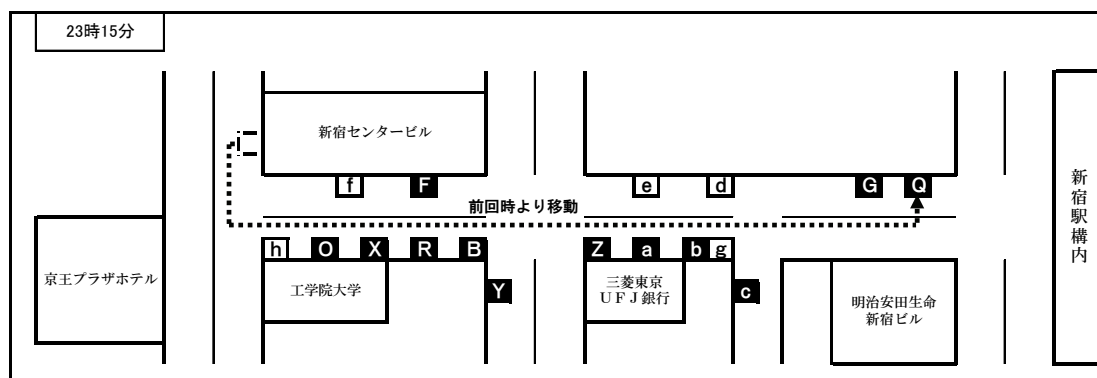 23時15分
新宿センタービル
f F e d G Q
前回時より移動
h O X R B Z a b g
Y c
京王プラザホテル
工学院大学
三菱東京
UFJ銀行
明治安田生命
新宿ビル
新宿駅構内